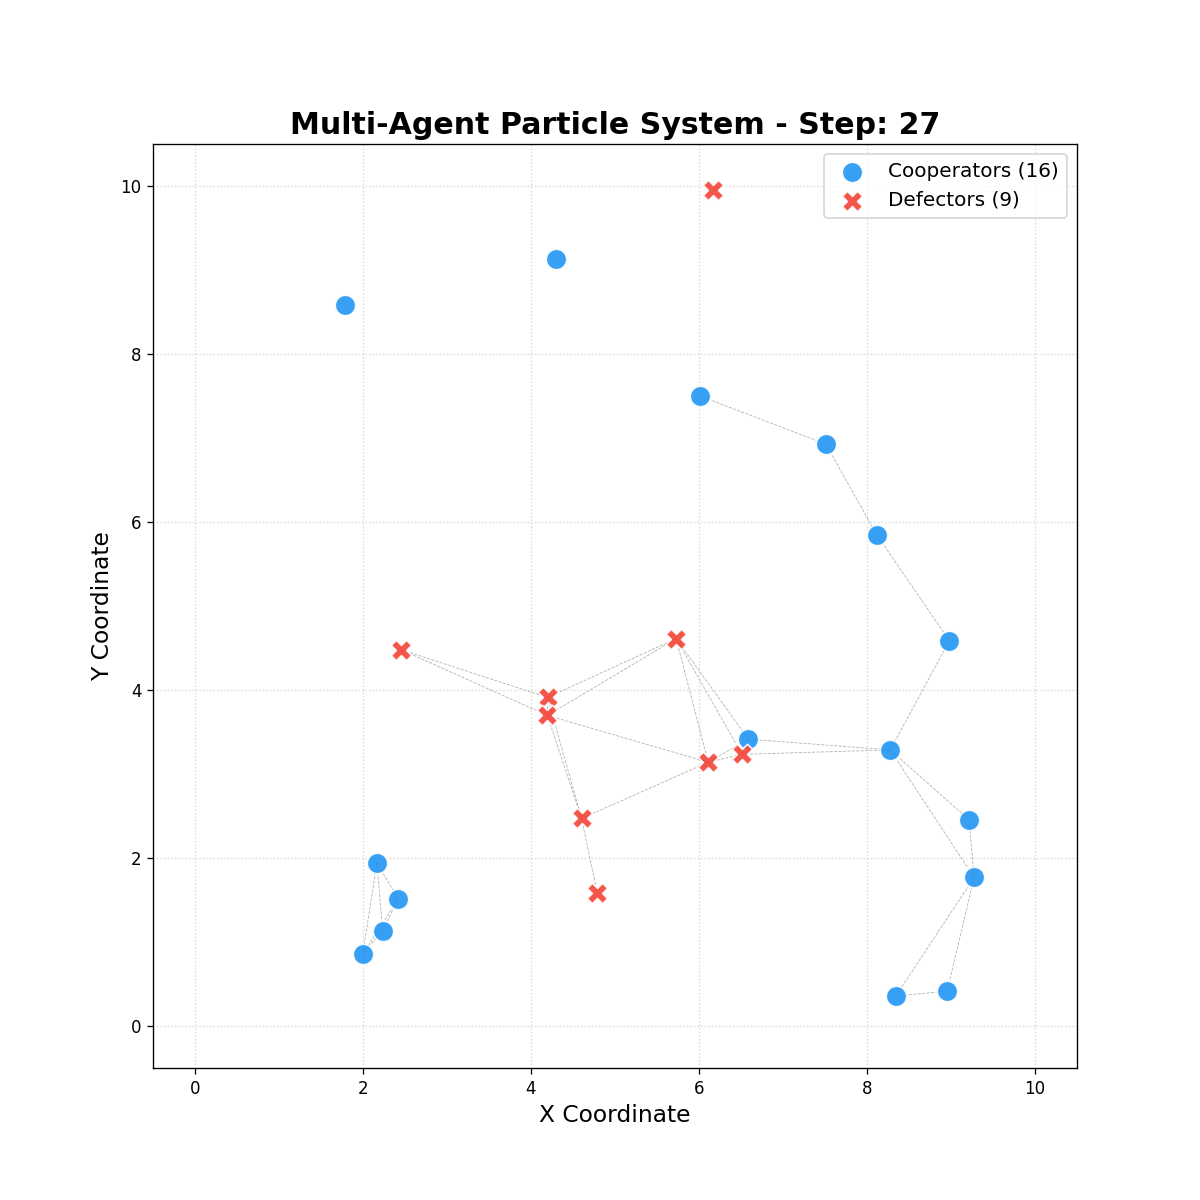 Multi-Agent Particle System - Step: 27
Cooperators (16)
Defectors (9)
Y Coordinate
10
8
6
4
2
0
0 2 4 6 8 10
X Coordinate